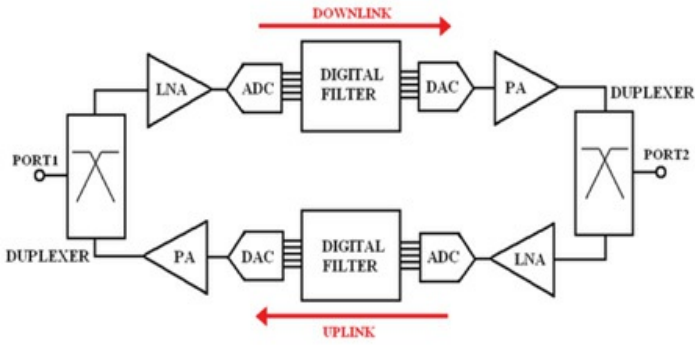 DOWNLINK
LNA
ADC
DIGITAL
FILTER
DAC
PA
DUPLEXER
PORT1
PORT2
DUPLEXER
PA
DAC
DIGITAL
FILTER
ADC
LNA
UPLINK